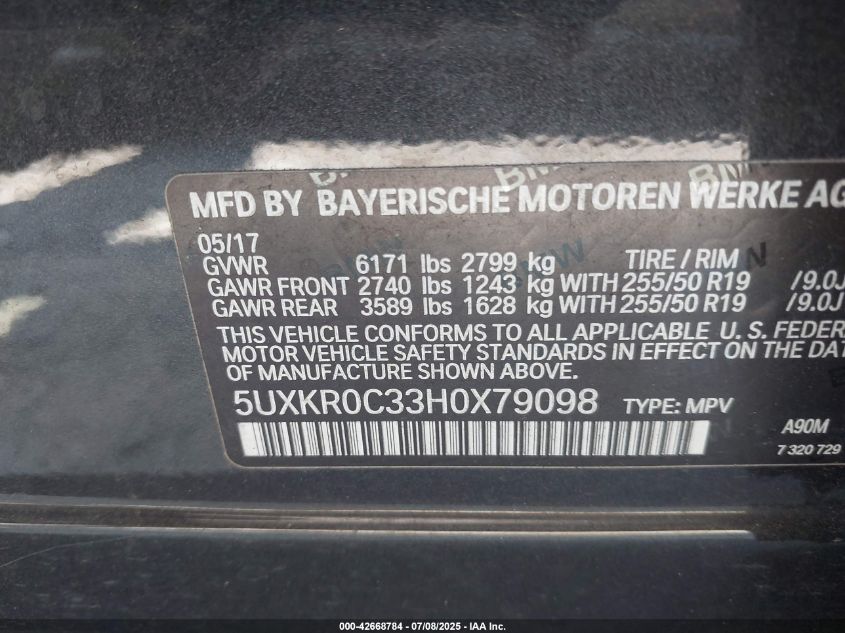 MFD BY BAYERISCHE MOTOREN WERKE AG
05/17
GVWR 6171 lbs 2799 kg TIRE / RIM
GAWR FRONT 2740 lbs 1243 kg WITH 255/50 R19 /9.0J
GAWR REAR 3589 lbs 1628 kg WITH 255/50 R19 /9.0J
THIS VEHICLE CONFORMS TO ALL APPLICABLE U. S. FEDER
MOTOR VEHICLE SAFETY STANDARDS IN EFFECT ON THE DAT
OF MANUFACTURE SHOWN ABOVE.
5UXKR0C33H0X79098 TYPE: MPV
A90M
7 320 729
000-42668784 / 07/08/2025 - IAA Inc.